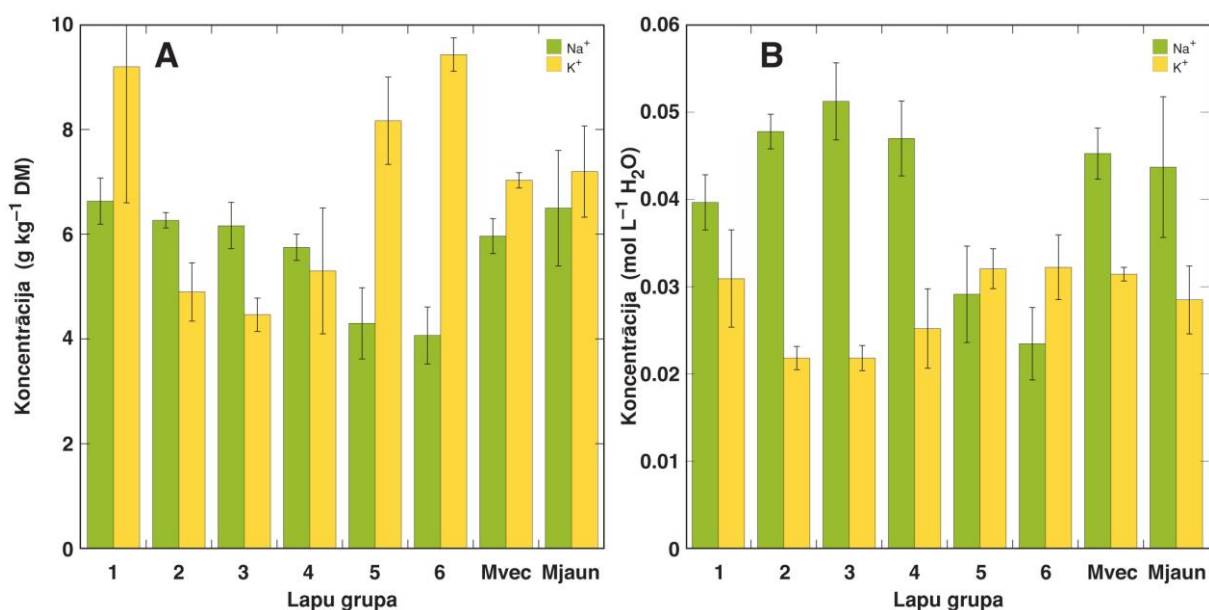 A
Na⁺
K⁺
Koncentrācija (g kg⁻¹ DM)
10
8
6
4
2
0
1 2 3 4 5 6 Mvec Mjaun
Lapu grupa
B
Na⁺
K⁺
Koncentrācija (mol L⁻¹ H₂O)
0.06
0.05
0.04
0.03
0.02
0.01
0.00
1 2 3 4 5 6 Mvec Mjaun
Lapu grupa